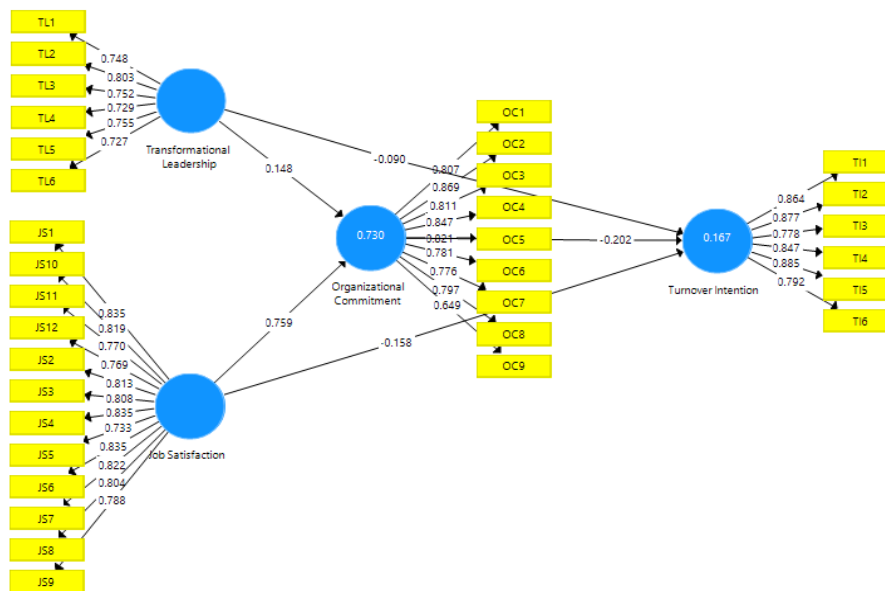 TL1
TL2
TL3
TL4
TL5
TL6
0.748
0.803
0.752
0.729
0.755
0.727
Transformational
Leadership
0.148
-0.090
JS1
JS10
JS11
JS12
JS2
JS3
JS4
JS5
JS6
JS7
JS8
JS9
0.835
0.819
0.770
0.769
0.813
0.808
0.835
0.733
0.835
0.822
0.804
0.788
Job Satisfaction
0.759
-0.158
0.730
Organizational
Commitment
0.807
0.869
0.811
0.847
0.821
0.781
0.776
0.797
0.649
OC1
OC2
OC3
OC4
OC5
OC6
OC7
OC8
OC9
-0.202
0.167
Turnover Intention
0.864
0.877
0.778
0.847
0.885
0.792
TI1
TI2
TI3
TI4
TI5
TI6